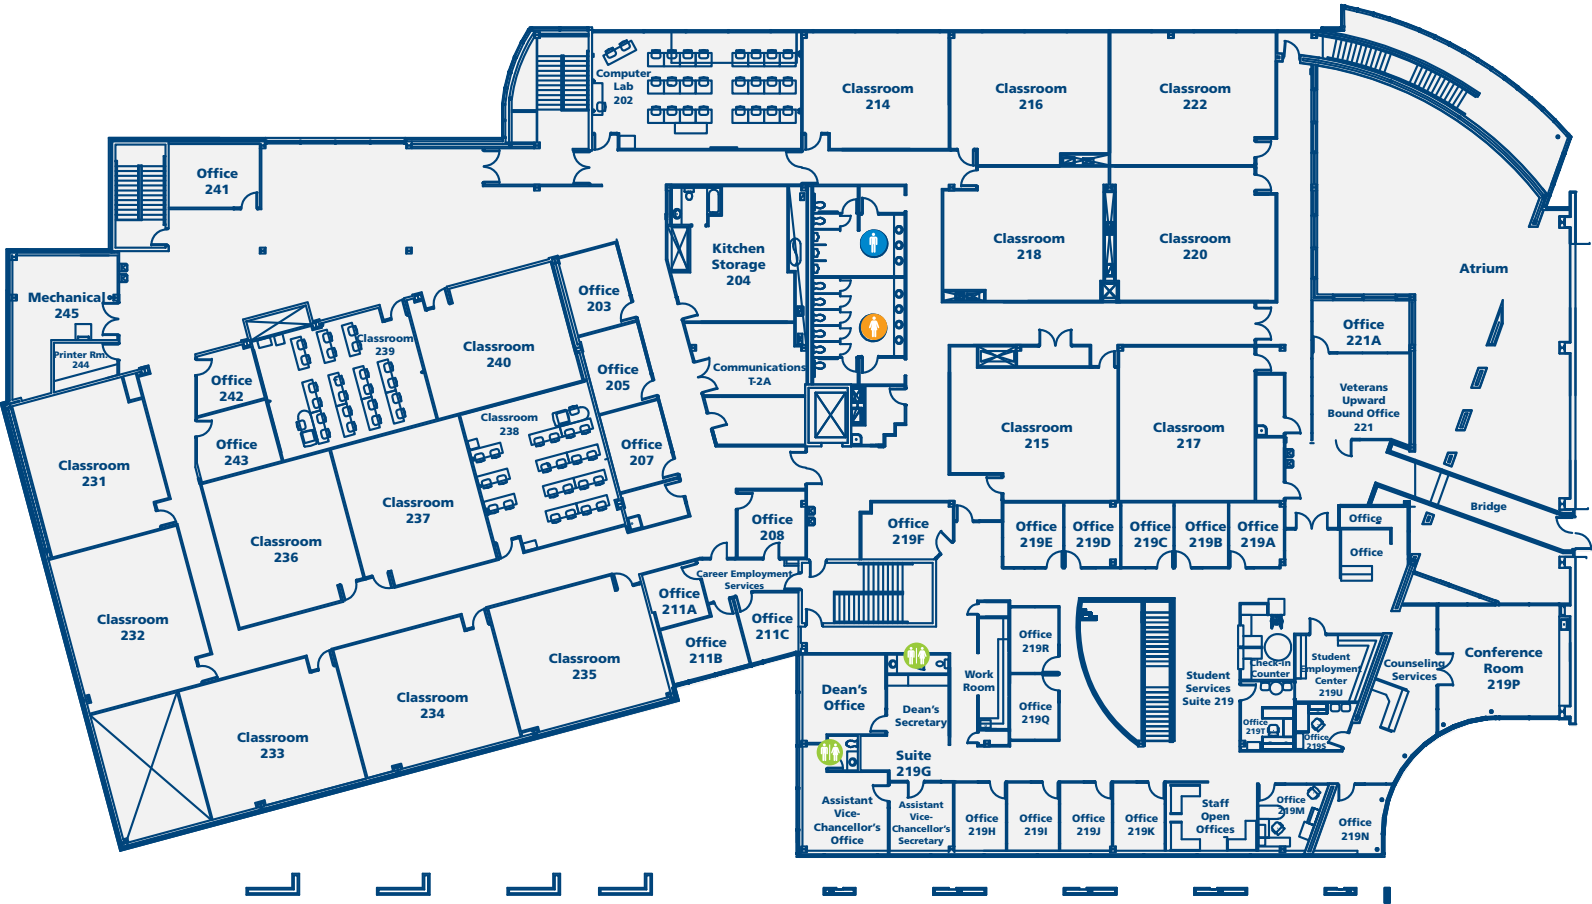 Computer
Lab
202
Classroom
214
Classroom
216
Classroom
222
Office
241
Kitchen
Storage
204
Classroom
218
Classroom
220
Atrium
Mechanical
245
Printer Rm.
244
Office
203
Classroom
239
Classroom
240
Office
205
Communications
T-2A
Office
221A
Veterans
Upward
Bound Office
221
Office
242
Office
243
Classroom
238
Office
207
Classroom
215
Classroom
217
Classroom
231
Classroom
237
Classroom
236
Office
208
Office
219F
Office
219E
Office
219D
Office
219C
Office
219B
Office
219A
Office
Office
Bridge
Career Employment
Services
Office
211A
Office
211B
Office
211C
Classroom
232
Classroom
235
Classroom
234
Classroom
233
Dean's
Office
Dean's
Secretary
Suite
219G
Work
Room
Office
219R
Office
219Q
Student
Services
Suite 219
Check-in
Counter
Student
Employment
Center
219U
Counseling
Services
Conference
Room
219P
Office
219T
Office
219S
Assistant
Vice-
Chancellor's
Office
Assistant
Vice-
Chancellor's
Secretary
Office
219H
Office
219I
Office
219J
Office
219K
Staff
Open
Offices
Office
219M
Office
219N